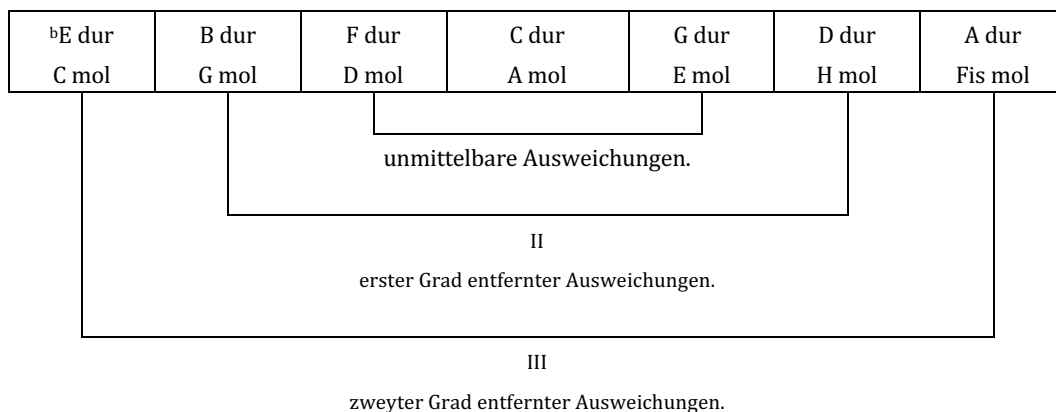 ᵇE dur B dur F dur C dur G dur D dur A dur
C mol G mol D mol A mol E mol H mol Fis mol
unmittelbare Ausweichungen.
II
erster Grad entfernter Ausweichungen.
III
zweyter Grad entfernter Ausweichungen.